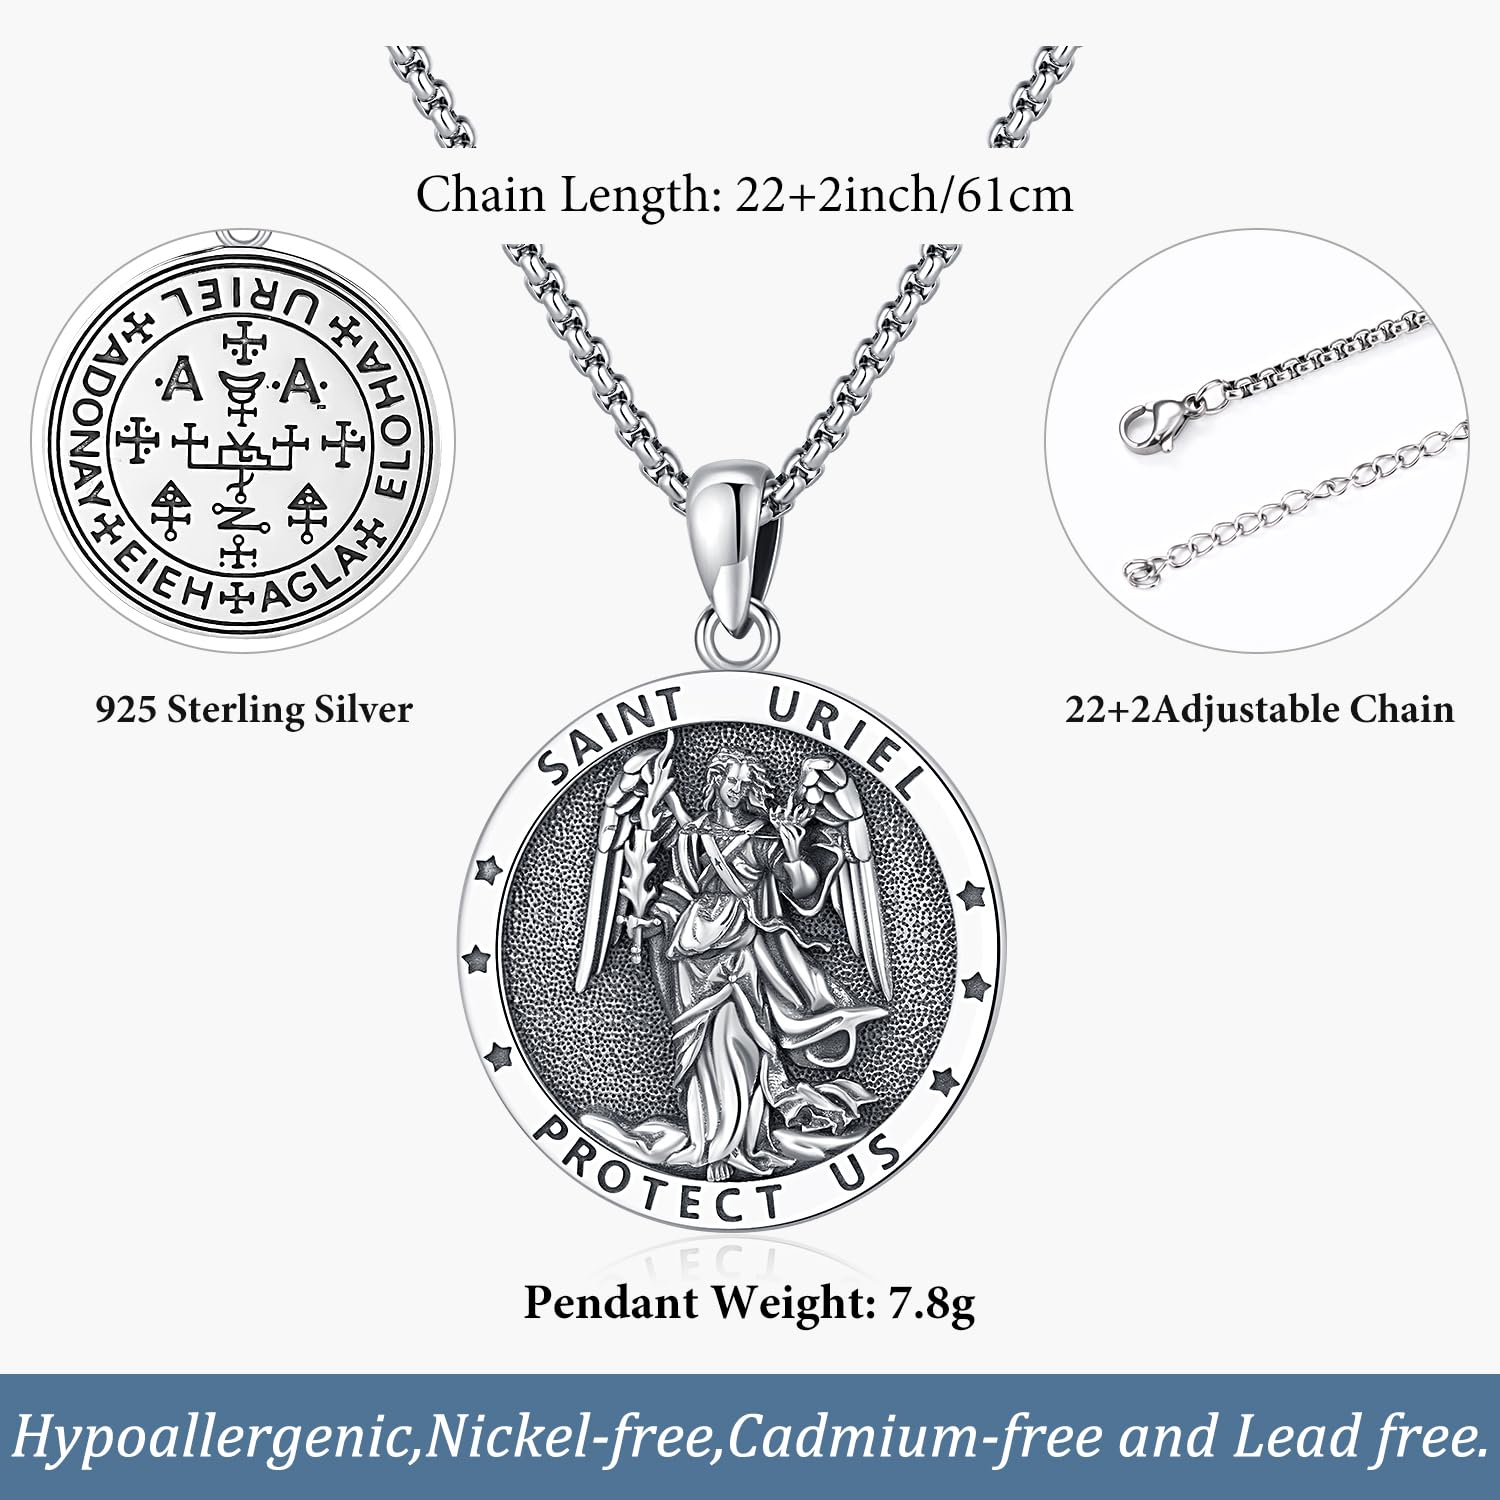 Chain Length: 22+2inch/61cm
URIEL ✠ AHOELE ✠ AGLA ✠ EIEH ✠ ADONAY ✠
A A
925 Sterling Silver
22+2Adjustable Chain
SAINT URIEL
PROTECT US
Pendant Weight: 7.8g
Hypoallergenic,Nickel-free,Cadmium-free and Lead free.